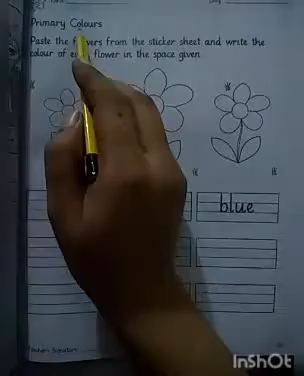 Primary Colours
Paste the from the sticker sheet and write the
colour of flower in the space given
blue
InShOt